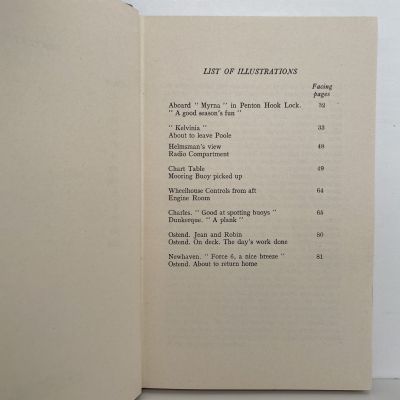 LIST OF ILLUSTRATIONS
Facing
pages
Aboard " Myrna " in Penton Hook Lock. 32
" A good season's fun "
" Kelvinia " 33
About to leave Poole
Helmsman's view 48
Radio Compartment
Chart Table 49
Mooring Buoy picked up
Wheelhouse Controls from aft 64
Engine Room
Charles. " Good at spotting buoys " 65
Dunkerque. " A plank "
Ostend. Jean and Robin 80
Ostend. On deck. The day's work done
Newhaven. " Force 6, a nice breeze " 81
Ostend. About to return home